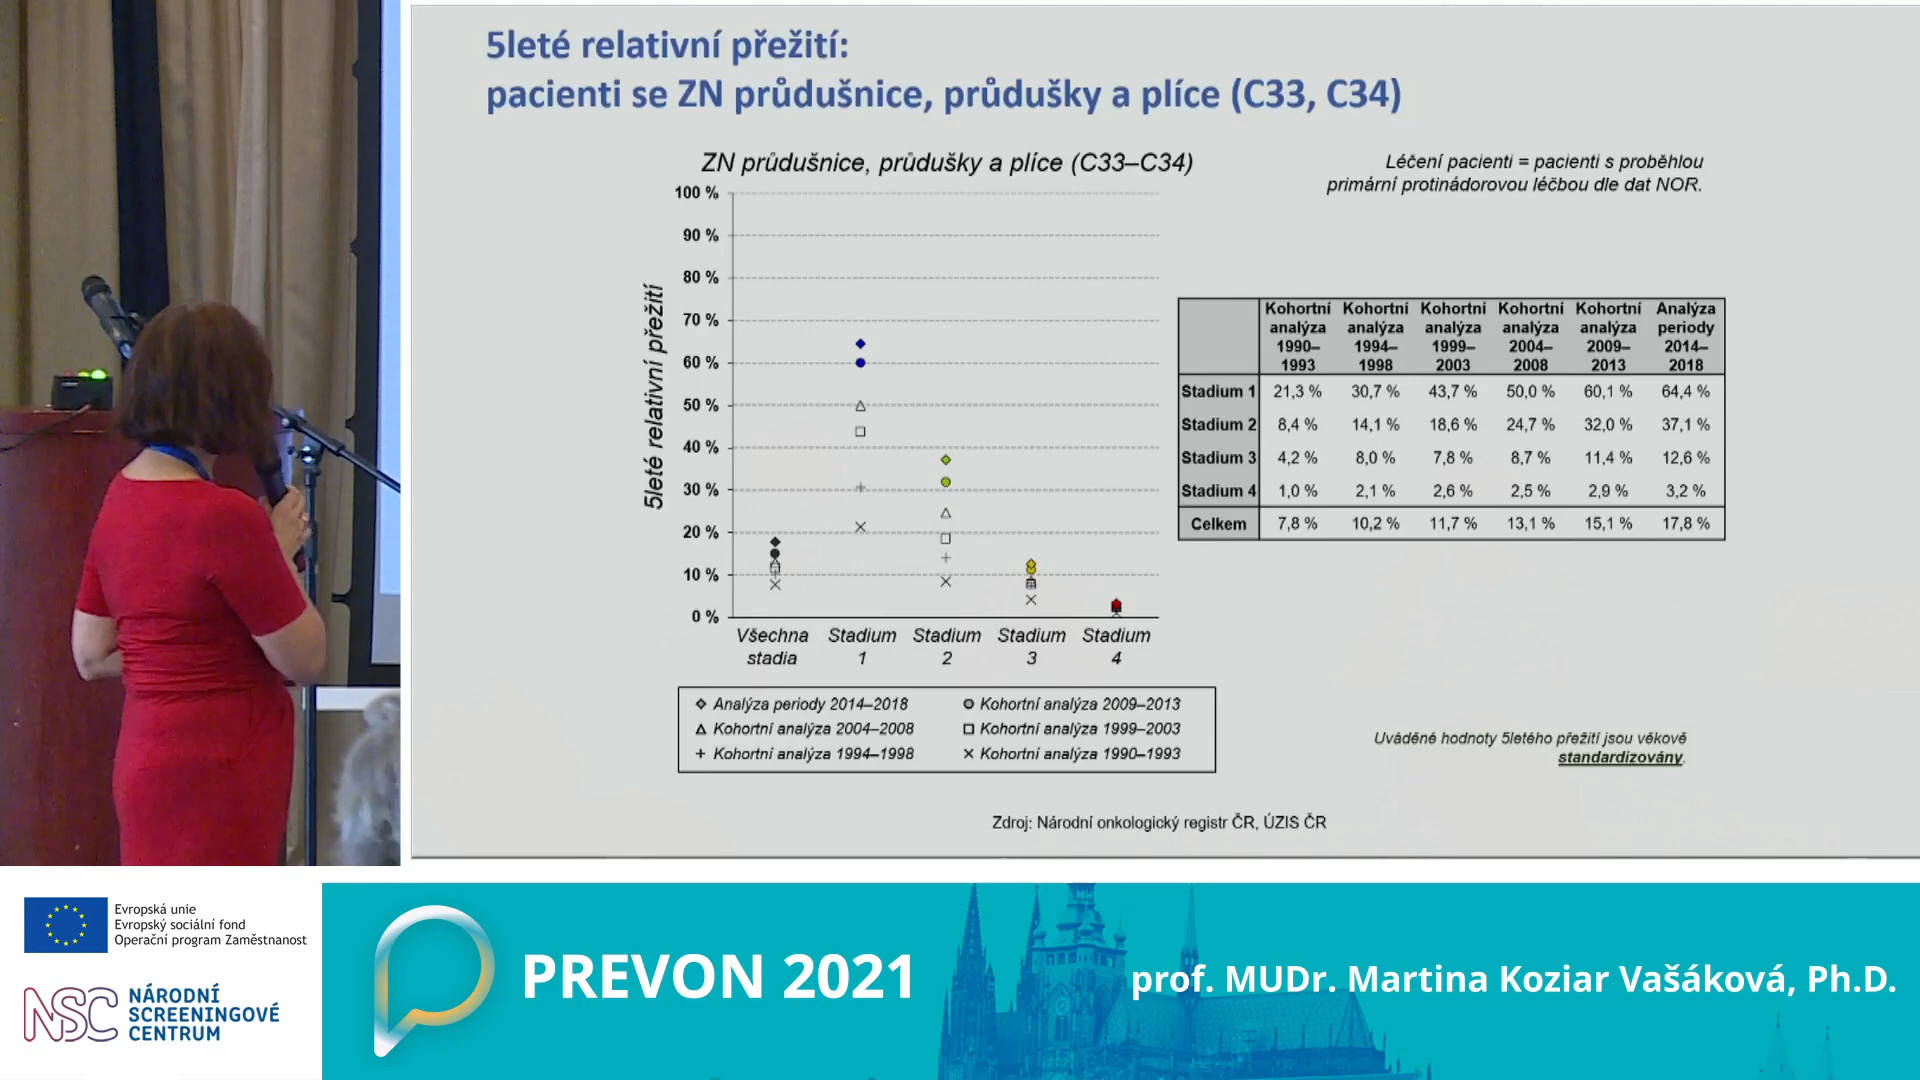 5leté relativní přežití:
pacienti se ZN průdušnice, průdušky a plíce (C33, C34)
ZN průdušnice, průdušky a plíce (C33–C34)
Léčení pacienti = pacienti s proběhlou
primární protinádorovou léčbou dle dat NOR.
5leté relativní přežití
100 %
90 %
80 %
70 %
60 %
50 %
40 %
30 %
20 %
10 %
0 %
Všechna stadia
Stadium 1
Stadium 2
Stadium 3
Stadium 4
Analýza periody 2014–2018
Kohortní analýza 2009–2013
Kohortní analýza 2004–2008
Kohortní analýza 1999–2003
Kohortní analýza 1994–1998
Kohortní analýza 1990–1993
Kohortní analýza 1990–1993
Kohortní analýza 1994–1998
Kohortní analýza 1999–2003
Kohortní analýza 2004–2008
Kohortní analýza 2009–2013
Analýza periody 2014–2018
Stadium 1 21,3 % 30,7 % 43,7 % 50,0 % 60,1 % 64,4 %
Stadium 2 8,4 % 14,1 % 18,6 % 24,7 % 32,0 % 37,1 %
Stadium 3 4,2 % 8,0 % 7,8 % 8,7 % 11,4 % 12,6 %
Stadium 4 1,0 % 2,1 % 2,6 % 2,5 % 2,9 % 3,2 %
Celkem 7,8 % 10,2 % 11,7 % 13,1 % 15,1 % 17,8 %
Uváděné hodnoty 5letého přežití jsou věkově
standardizovány.
Zdroj: Národní onkologický registr ČR, ÚZIS ČR
Evropská unie
Evropský sociální fond
Operační program Zaměstnanost
NSC
NÁRODNÍ
SCREENINGOVÉ
CENTRUM
PREVON 2021
prof. MUDr. Martina Koziar Vašáková, Ph.D.